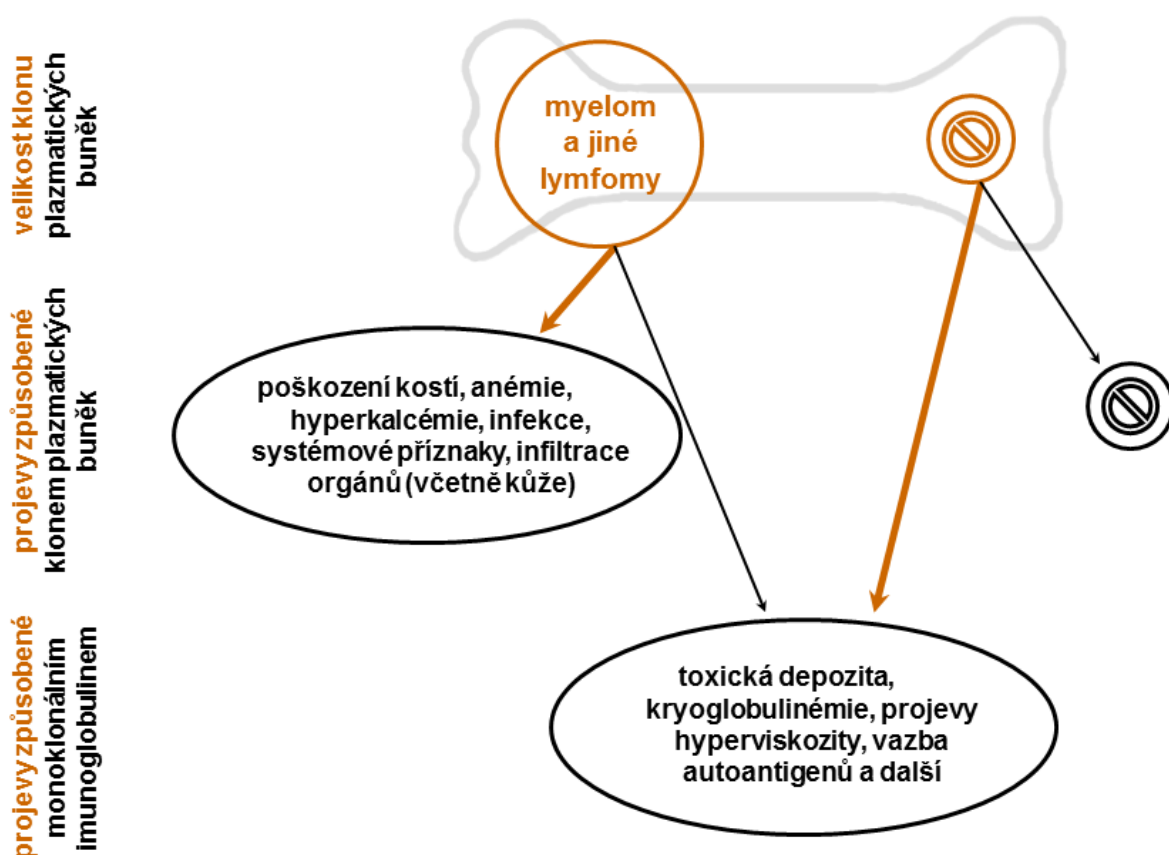 velikost klonu
plazmatických
buněk
myelom
a jiné
lymfomy
projevy způsobené
klonem plazmatických
buněk
poškození kostí, anémie,
hyperkalcémie, infekce,
systémové příznaky, infiltrace
orgánů (včetně kůže)
projevy způsobené
monoklonálním
imunoglobulinem
toxická depozita,
kryoglobulinémie, projevy
hyperviskozity, vazba
autoantigenů a další